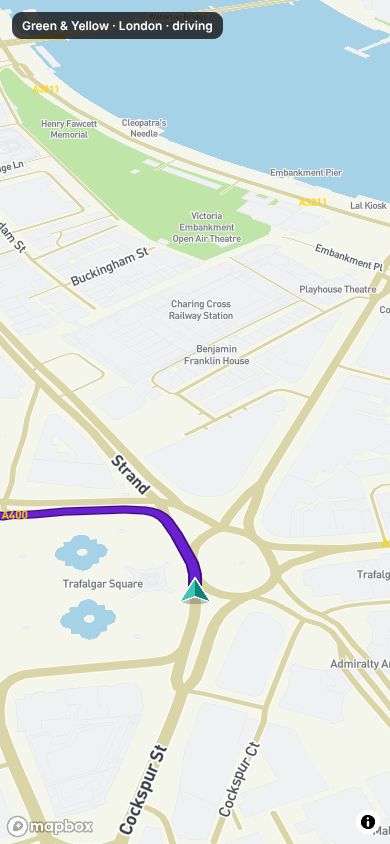 Green & Yellow · London · driving
A3211
Henry Fawcett
Memorial
Cleopatra's
Needle
Embankment Pier
A3211
Lal Kiosk
Victoria
Embankment
Open Air Theatre
Embankment Pl
Buckingham St
Playhouse Theatre
Charing Cross
Railway Station
Benjamin
Franklin House
Strand
A400
Trafalgar Square
Trafalg
Admiralty Ar
Cockspur St
Cockspur Ct
Mal
mapbox